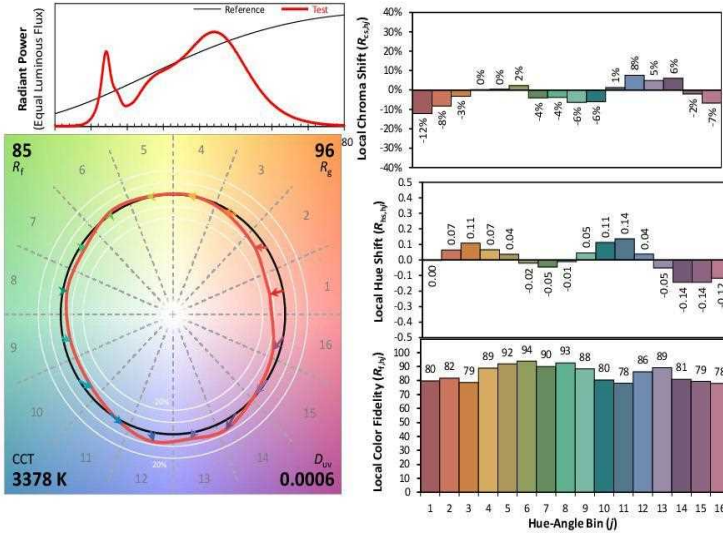 Reference Test
Radiant Power
(Equal Luminous Flux)
80
85
Rf
96
Rg
5 4
6 3
7 2
8 1
9 16
10 15
11 14
12 13
20%
20%
CCT
3378 K
Duv
0.0006
Local Chroma Shift (Rcs,hj)
40%
30%
20%
10%
0%
-10%
-20%
-30%
-40%
-12% -8% -3% 0% 0% 2% -4% -4% -6% -6% 1% 8% 5% 6% -2% -7%
Local Hue Shift (Rhs,hj)
0.5
0.4
0.3
0.2
0.1
0.0
-0.1
-0.2
-0.3
-0.4
-0.5
0.00 0.07 0.11 0.07 0.04 -0.02 -0.05 -0.01 0.05 0.11 0.14 0.04 -0.05 -0.14 -0.14 -0.12
Local Color Fidelity (Rf,hj)
100
90
80
70
60
50
40
30
20
10
0
80 82 79 89 92 94 90 93 88 80 78 86 89 81 79 78
1 2 3 4 5 6 7 8 9 10 11 12 13 14 15 16
Hue-Angle Bin (j)